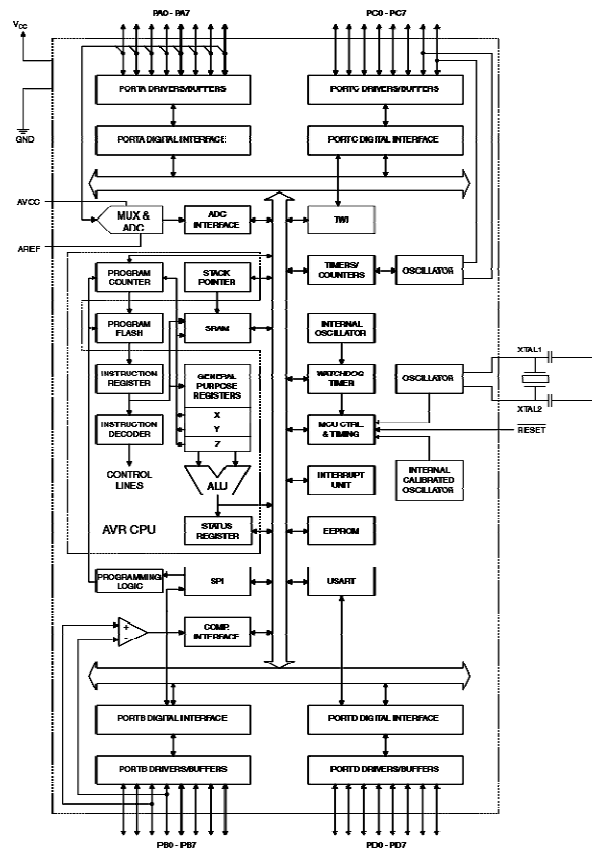 PA0 - PA7
PC0 - PC7
VCC
GND
PORTA DRIVERS/BUFFERS
PORTC DRIVERS/BUFFERS
PORTA DIGITAL INTERFACE
PORTC DIGITAL INTERFACE
AVCC
AREF
MUX &
ADC
ADC
INTERFACE
TWI
PROGRAM
COUNTER
STACK
POINTER
TIMERS/
COUNTERS
OSCILLATOR
PROGRAM
FLASH
SRAM
INTERNAL
OSCILLATOR
XTAL1
INSTRUCTION
REGISTER
GENERAL
PURPOSE
REGISTERS
WATCHDOG
TIMER
OSCILLATOR
X
XTAL2
INSTRUCTION
DECODER
Y
MCU CTRL.
& TIMING
RESET
Z
CONTROL
LINES
ALU
INTERRUPT
UNIT
INTERNAL
CALIBRATED
OSCILLATOR
AVR CPU
STATUS
REGISTER
EEPROM
PROGRAMMING
LOGIC
SPI
USART
+
-
COMP.
INTERFACE
PORTB DIGITAL INTERFACE
PORTD DIGITAL INTERFACE
PORTB DRIVERS/BUFFERS
PORTD DRIVERS/BUFFERS
PB0 - PB7
PD0 - PD7